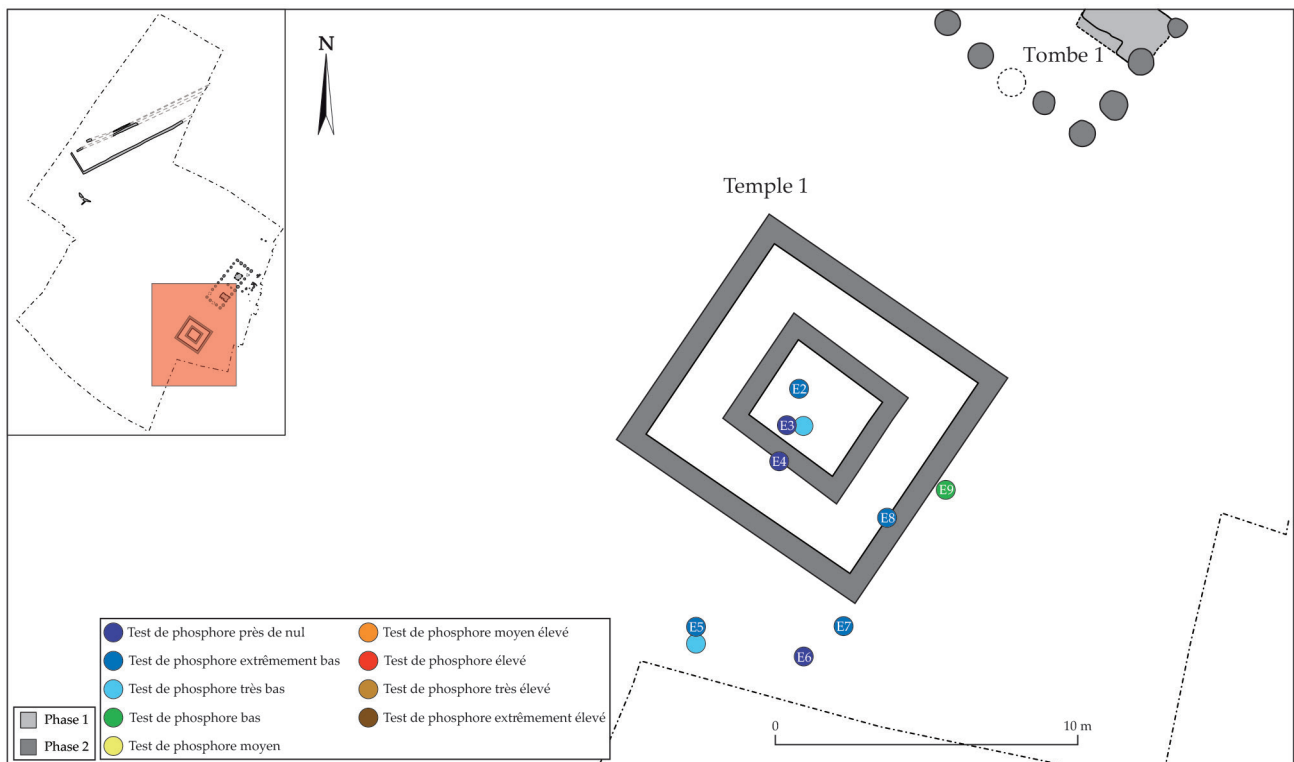 N
Tombe 1
Temple 1
E2
E3
E4
E9
E8
E5
E7
E6
Test de phosphore près de nul
Test de phosphore extrêmement bas
Test de phosphore très bas
Test de phosphore bas
Test de phosphore moyen
Test de phosphore moyen élevé
Test de phosphore élevé
Test de phosphore très élevé
Test de phosphore extrêmement élevé
Phase 1
Phase 2
0 10 m